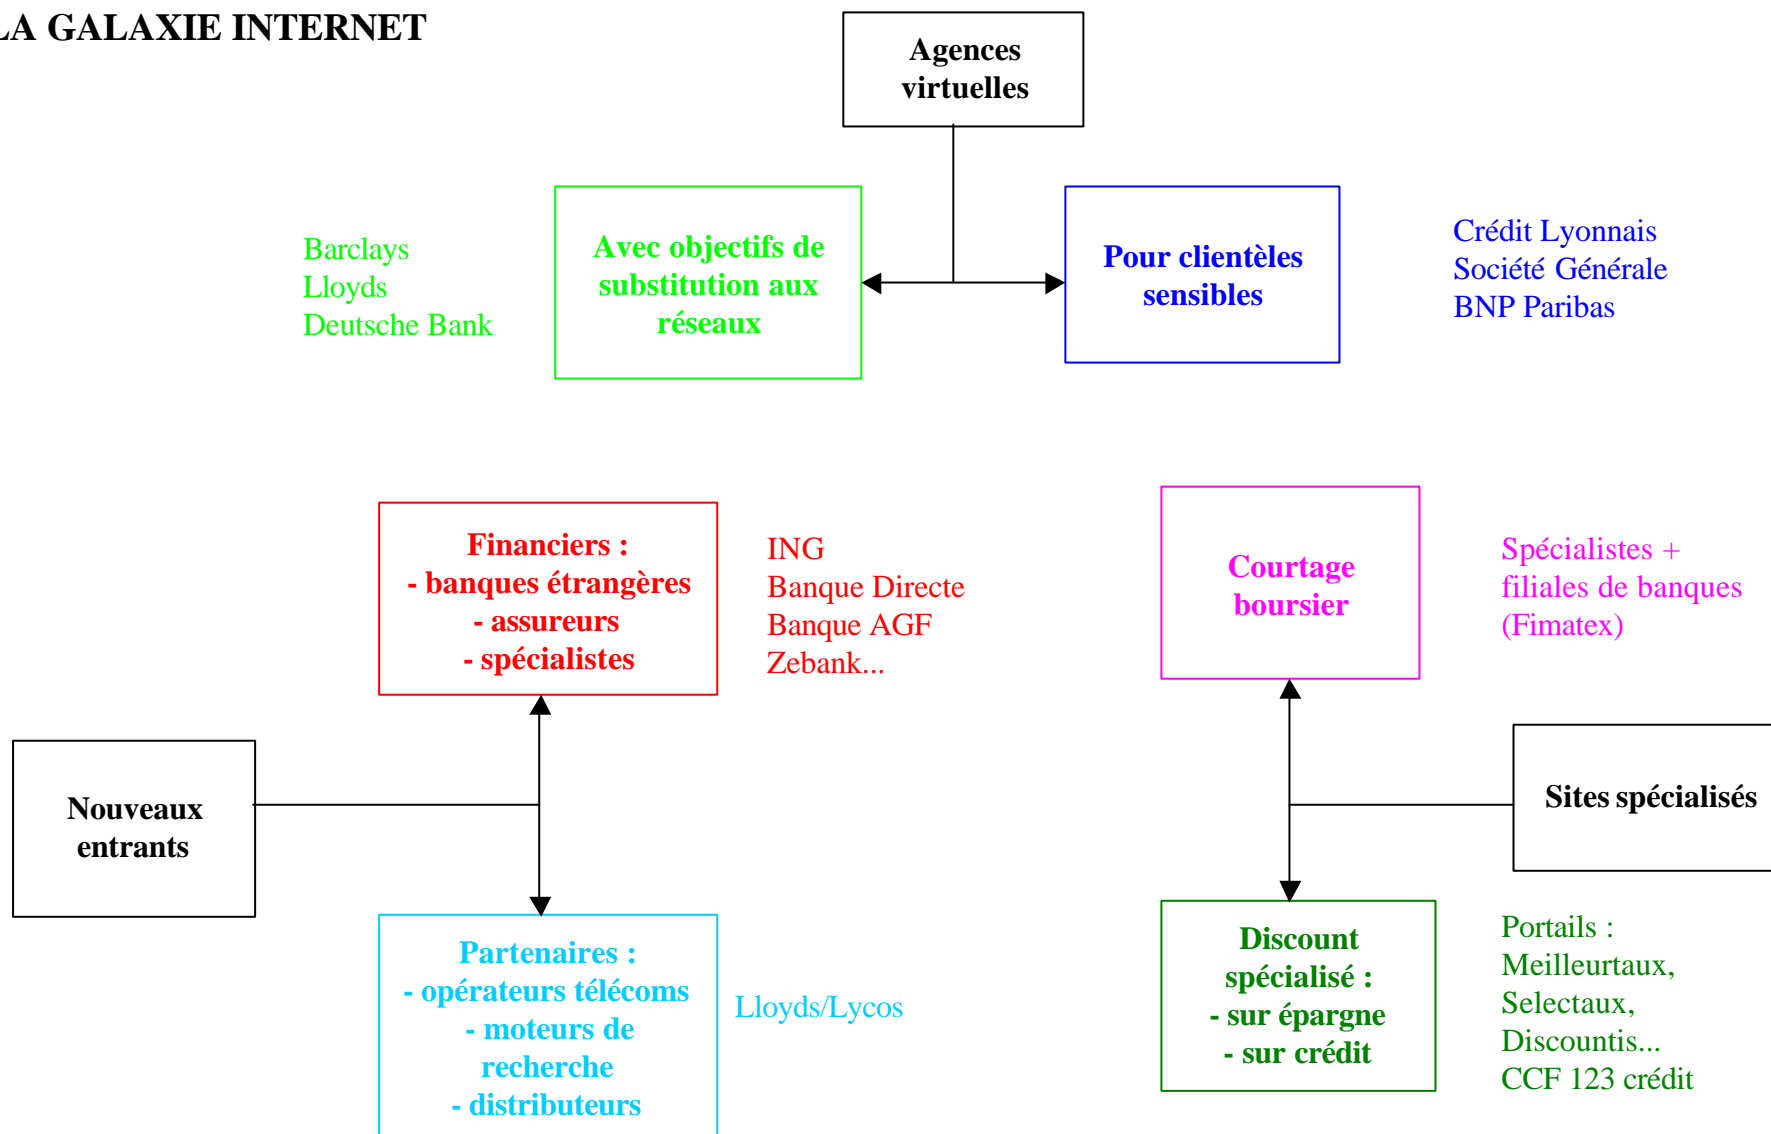 LA GALAXIE INTERNET
Agences
virtuelles
Barclays
Lloyds
Deutsche Bank
Avec objectifs de
substitution aux
réseaux
Pour clientèles
sensibles
Crédit Lyonnais
Société Générale
BNP Paribas
Financiers :
- banques étrangères
- assureurs
- spécialistes
ING
Banque Directe
Banque AGF
Zebank...
Courtage
boursier
Spécialistes +
filiales de banques
(Fimatex)
Nouveaux
entrants
Sites spécialisés
Partenaires :
- opérateurs télécoms
- moteurs de
recherche
- distributeurs
Lloyds/Lycos
Discount
spécialisé :
- sur épargne
- sur crédit
Portails :
Meilleurtaux,
Selectaux,
Discountis...
CCF 123 crédit